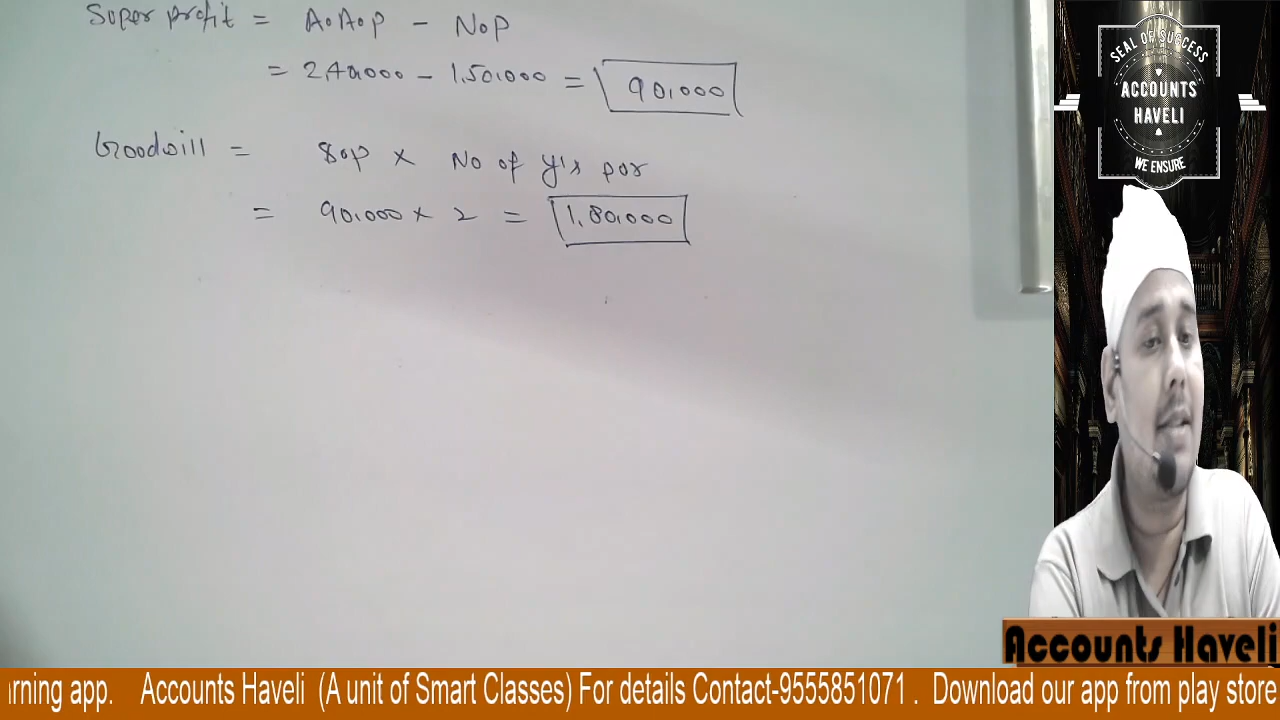 Super profit = A.A.P - N.P
= 2,40,000 - 1,50,000 = 90,000
Goodwill = S.P × No of y's pur
= 90,000 × 2 = 1,80,000
SEAL OF SUCCESS
ACCOUNTS
HAVELI
WE ENSURE
Accounts Haveli
arning app. Accounts Haveli (A unit of Smart Classes) For details Contact-9555851071 . Download our app from play store